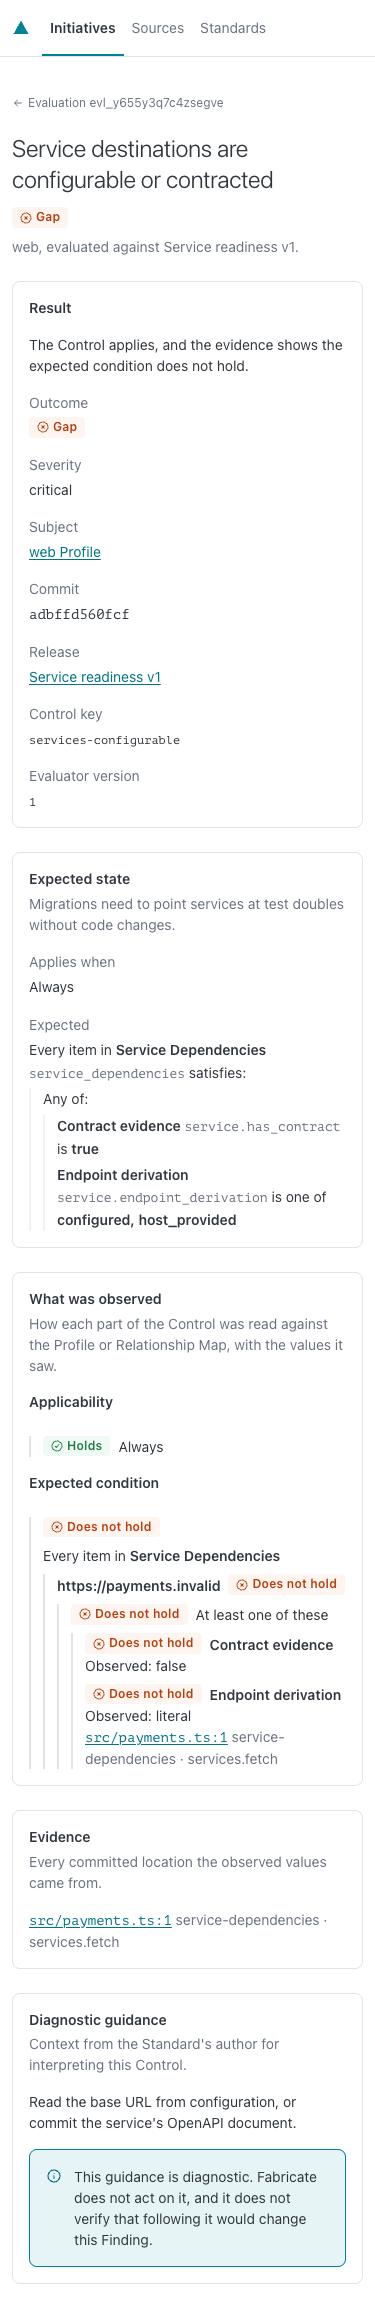 Initiatives Sources Standards
← Evaluation evl_y655y3q7c4zsegve
Service destinations are
configurable or contracted
Gap
web, evaluated against Service readiness v1.
Result
The Control applies, and the evidence shows the
expected condition does not hold.
Outcome
Gap
Severity
critical
Subject
web Profile
Commit
adbffd560fcf
Release
Service readiness v1
Control key
services-configurable
Evaluator version
1
Expected state
Migrations need to point services at test doubles
without code changes.
Applies when
Always
Expected
Every item in Service Dependencies
service_dependencies satisfies:
Any of:
Contract evidence service.has_contract
is true
Endpoint derivation
service.endpoint_derivation is one of
configured, host_provided
What was observed
How each part of the Control was read against
the Profile or Relationship Map, with the values it
saw.
Applicability
Holds Always
Expected condition
Does not hold
Every item in Service Dependencies
https://payments.invalid Does not hold
Does not hold At least one of these
Does not hold Contract evidence
Observed: false
Does not hold Endpoint derivation
Observed: literal
src/payments.ts:1 service-
dependencies · services.fetch
Evidence
Every committed location the observed values
came from.
src/payments.ts:1 service-dependencies ·
services.fetch
Diagnostic guidance
Context from the Standard's author for
interpreting this Control.
Read the base URL from configuration, or
commit the service's OpenAPI document.
This guidance is diagnostic. Fabricate
does not act on it, and it does not
verify that following it would change
this Finding.